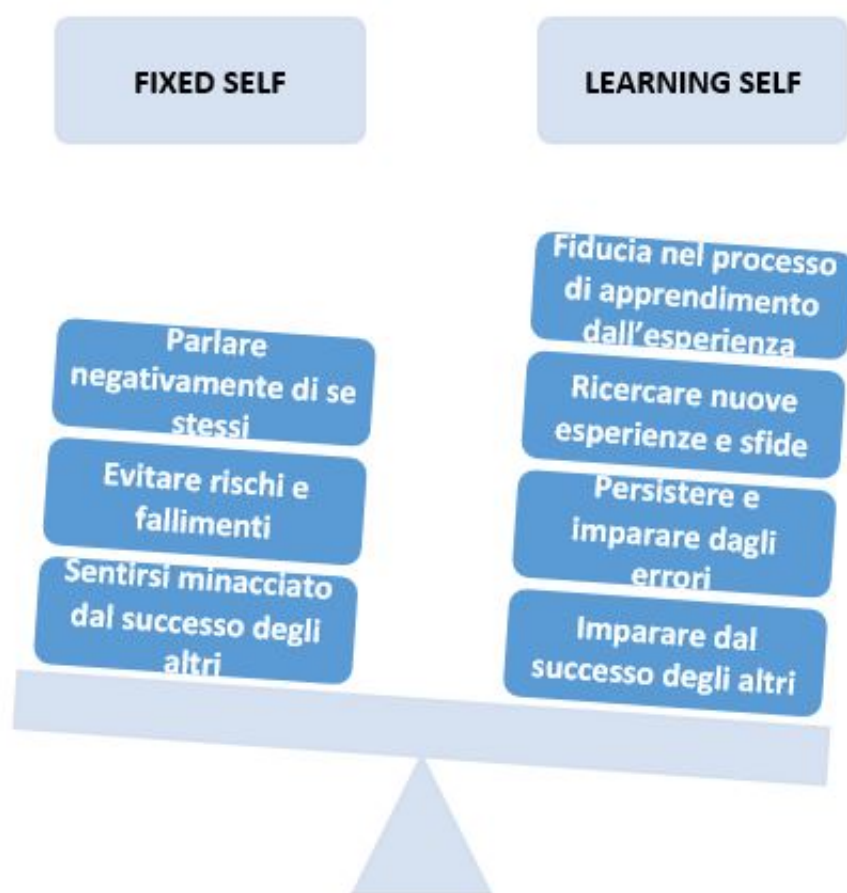 FIXED SELF
LEARNING SELF
Parlare
negativamente di se
stessi
Evitare rischi e
fallimenti
Sentirsi minacciato
dal successo degli
altri
Fiducia nel processo
di apprendimento
dall'esperienza
Ricercare nuove
esperienze e sfide
Persistere e
imparare dagli
errori
Imparare dal
successo degli altri